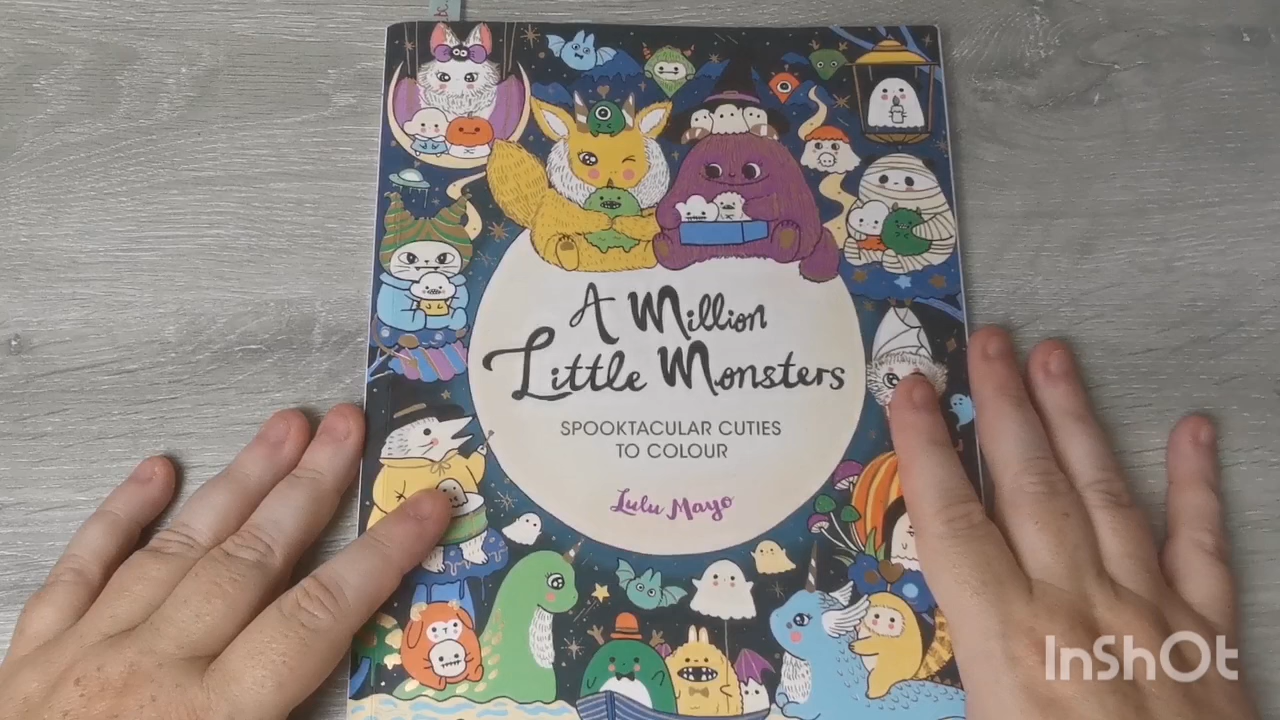 A Million
Little Monsters
SPOOKTACULAR CUTIES
TO COLOUR
Lulu Mayo
InShOt